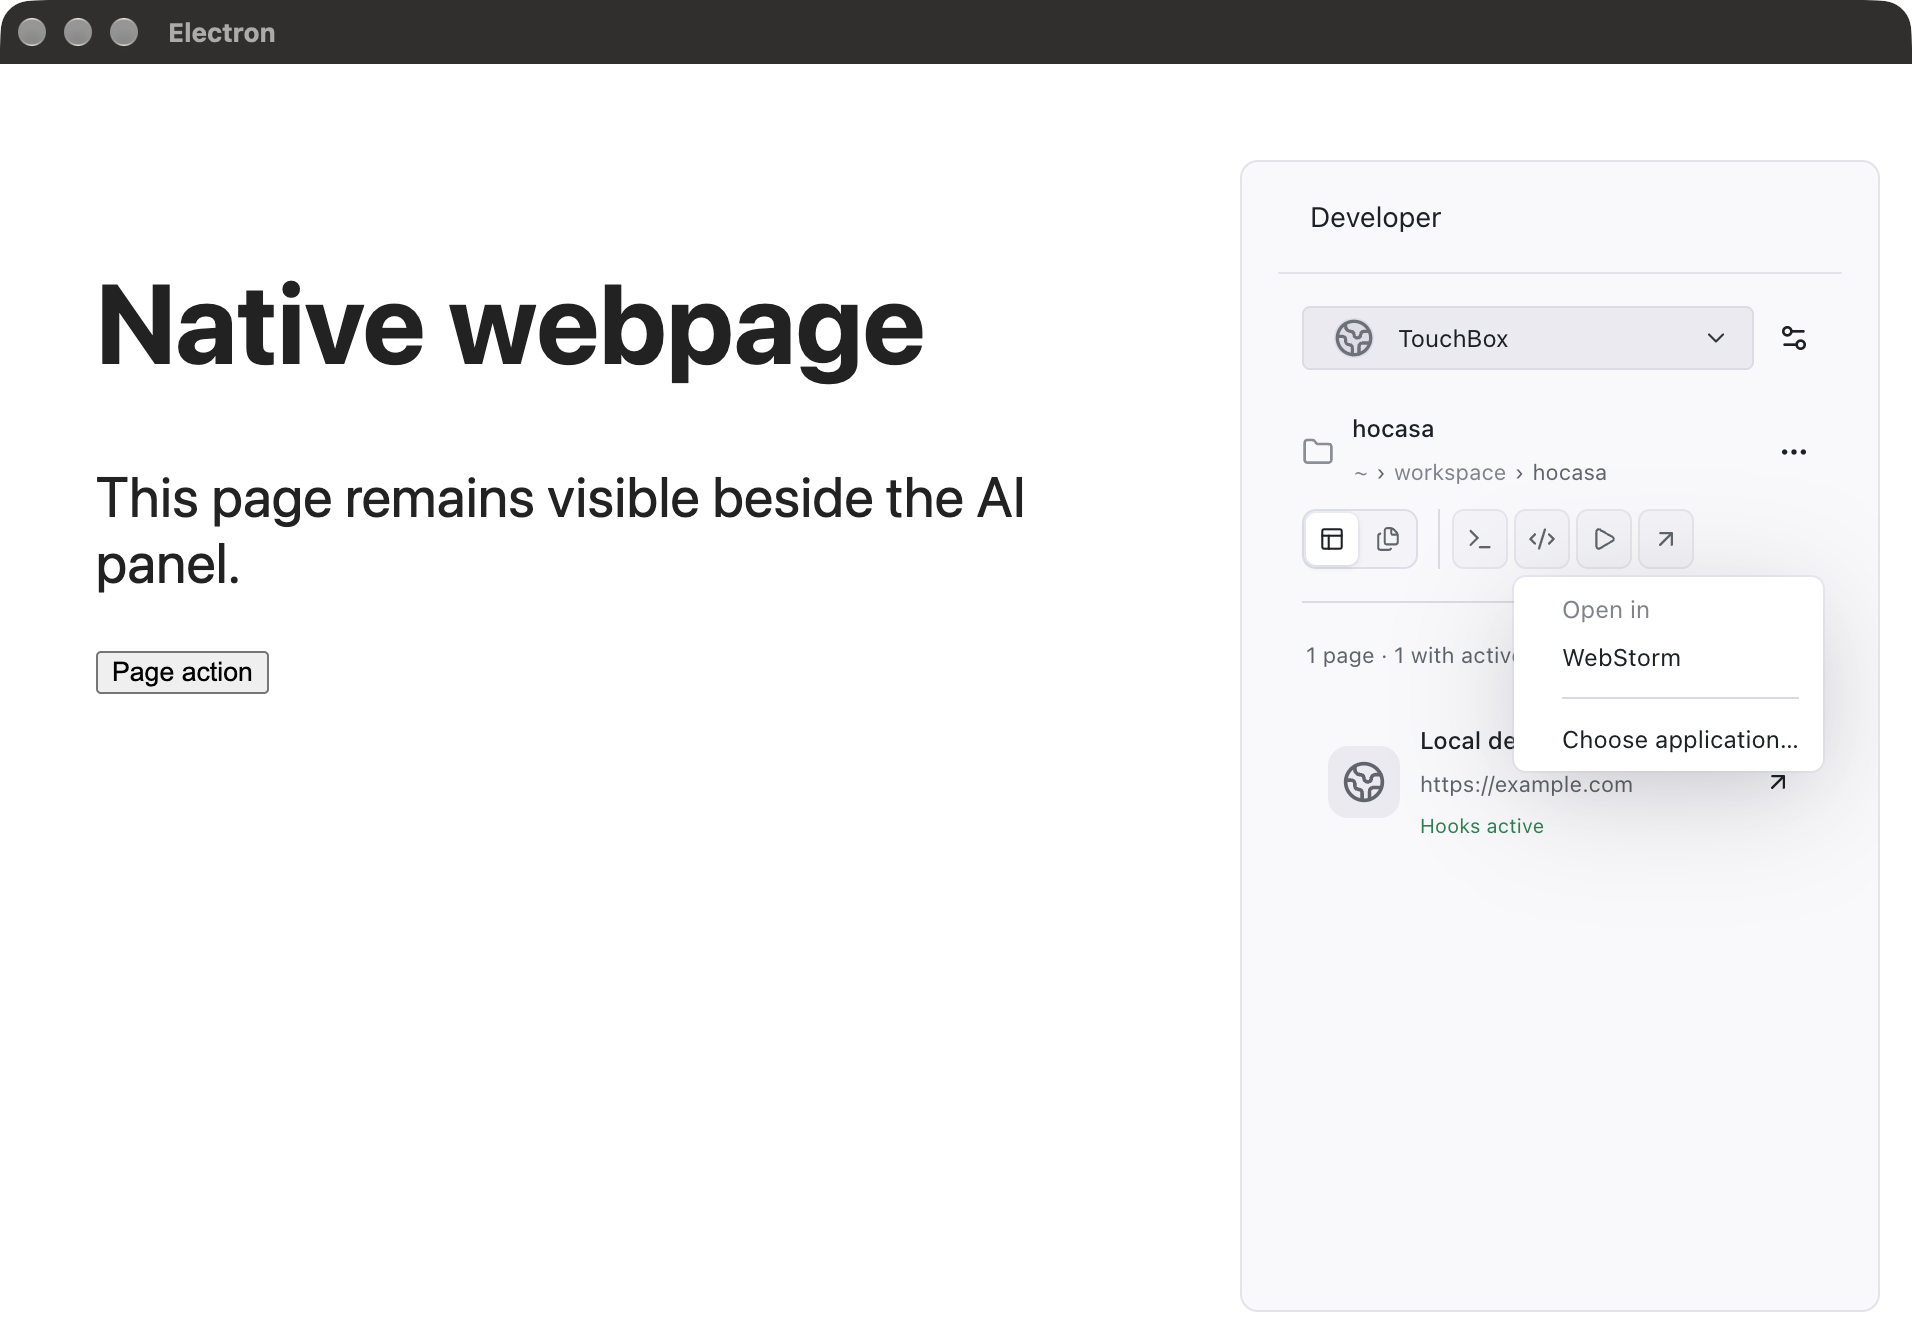 Electron
Native webpage
This page remains visible beside the AI
panel.
Page action
Developer
TouchBox
hocasa
~ › workspace › hocasa
Open in
WebStorm
Choose application...
1 page · 1 with active
Local de
https://example.com
Hooks active